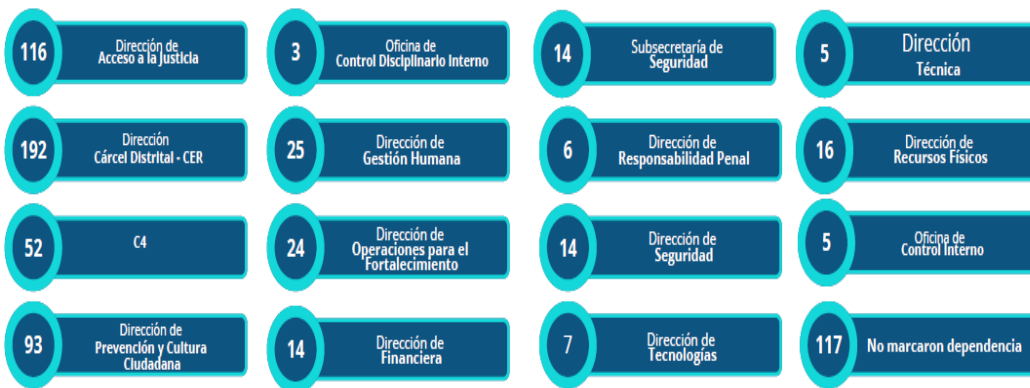 116
Dirección de
Acceso a la Justicia
3
Oficina de
Control Disciplinario Interno
14
Subsecretaría de
Seguridad
5
Dirección
Técnica
192
Dirección
Cárcel Distrital - CER
25
Dirección de
Gestión Humana
6
Dirección de
Responsabilidad Penal
16
Dirección de
Recursos Físicos
52
C4
24
Dirección de
Operaciones para el
Fortalecimiento
14
Dirección de
Seguridad
5
Oficina de
Control Interno
93
Dirección de
Prevención y Cultura
Ciudadana
14
Dirección de
Financiera
7
Dirección de
Tecnologías
117
No marcaron dependencia